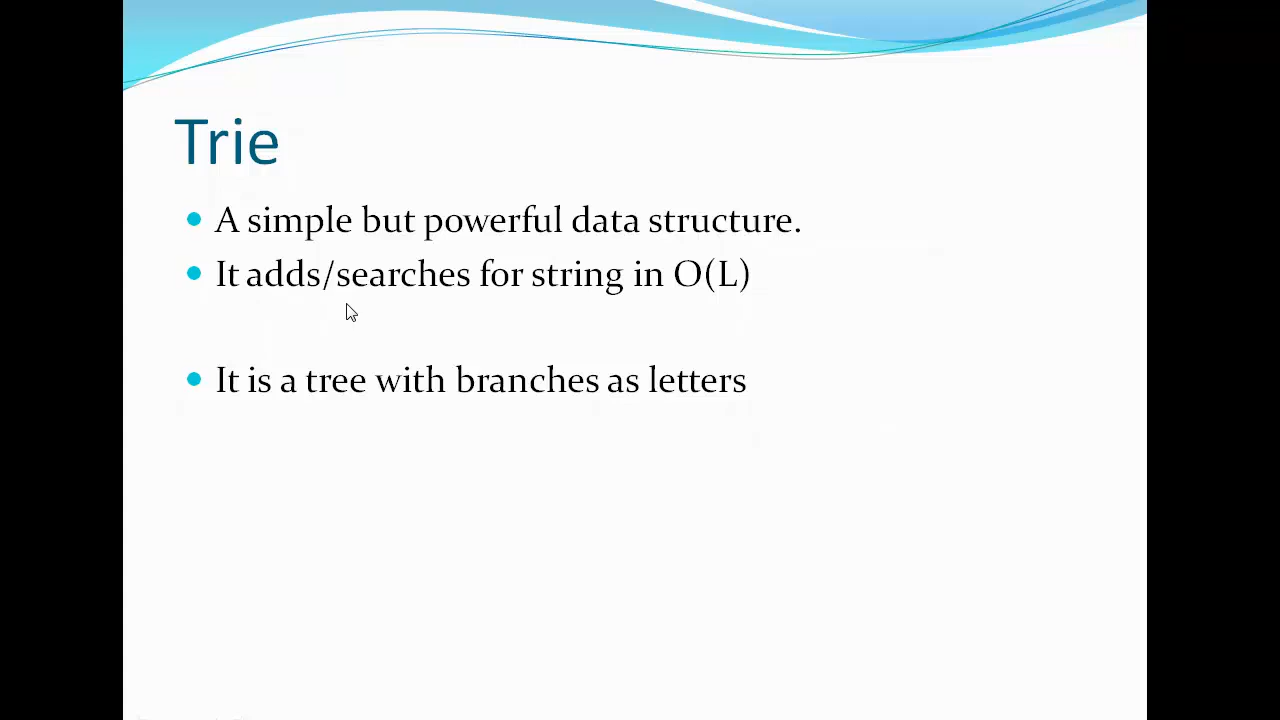 Trie
A simple but powerful data structure.
It adds/searches for string in O(L)
It is a tree with branches as letters